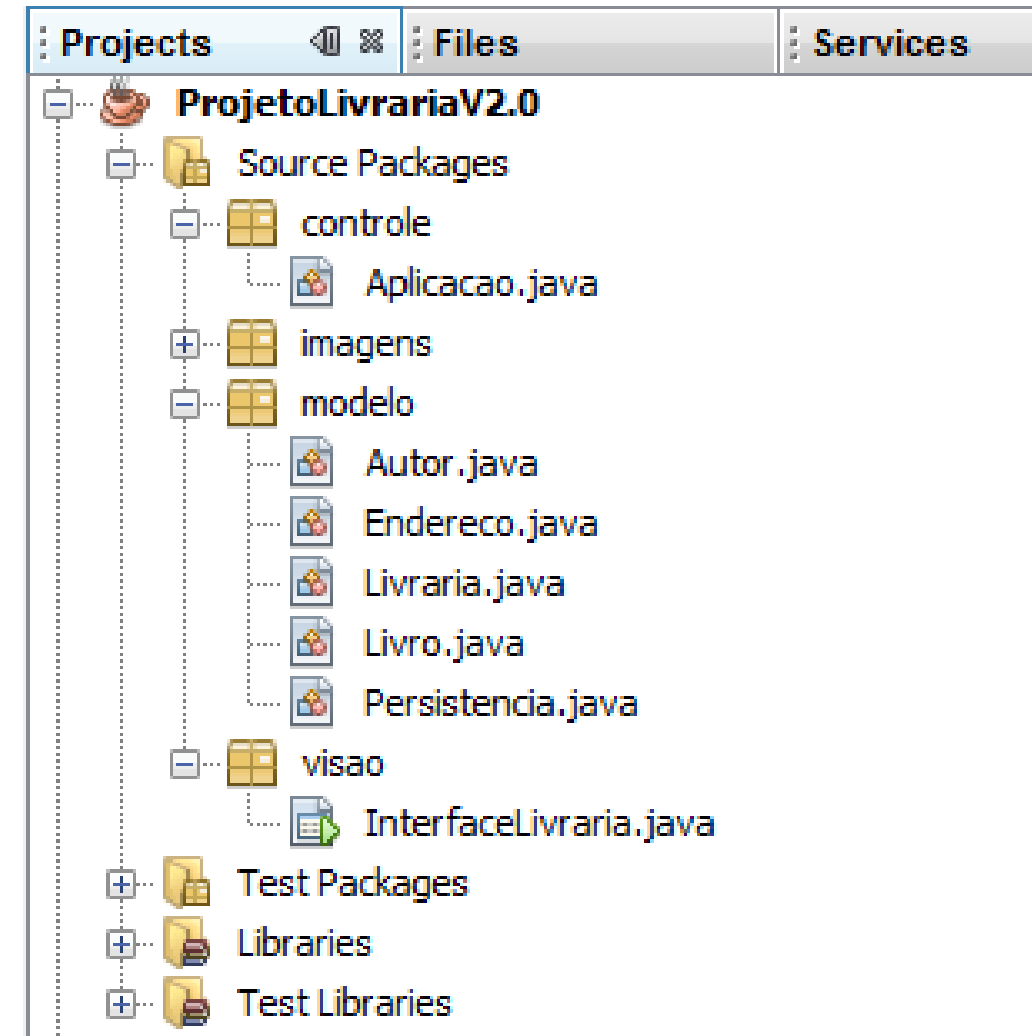 Projects Files Services
ProjetoLivrariaV2.0
Source Packages
controle
Aplicacao.java
imagens
modelo
Autor.java
Endereco.java
Livraria.java
Livro.java
Persistencia.java
visao
InterfaceLivraria.java
Test Packages
Libraries
Test Libraries